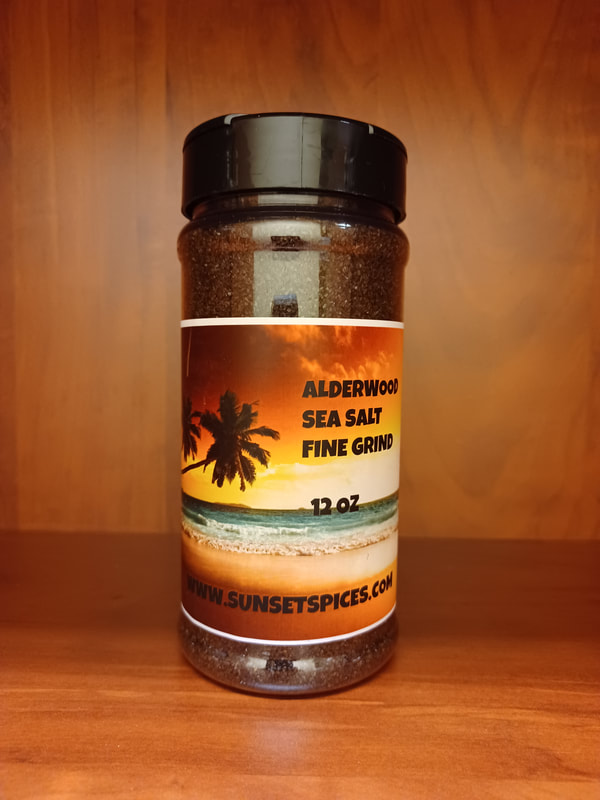 ALDERWOOD
SEA SALT
FINE GRIND
12 OZ
WWW.SUNSETSPICES.COM